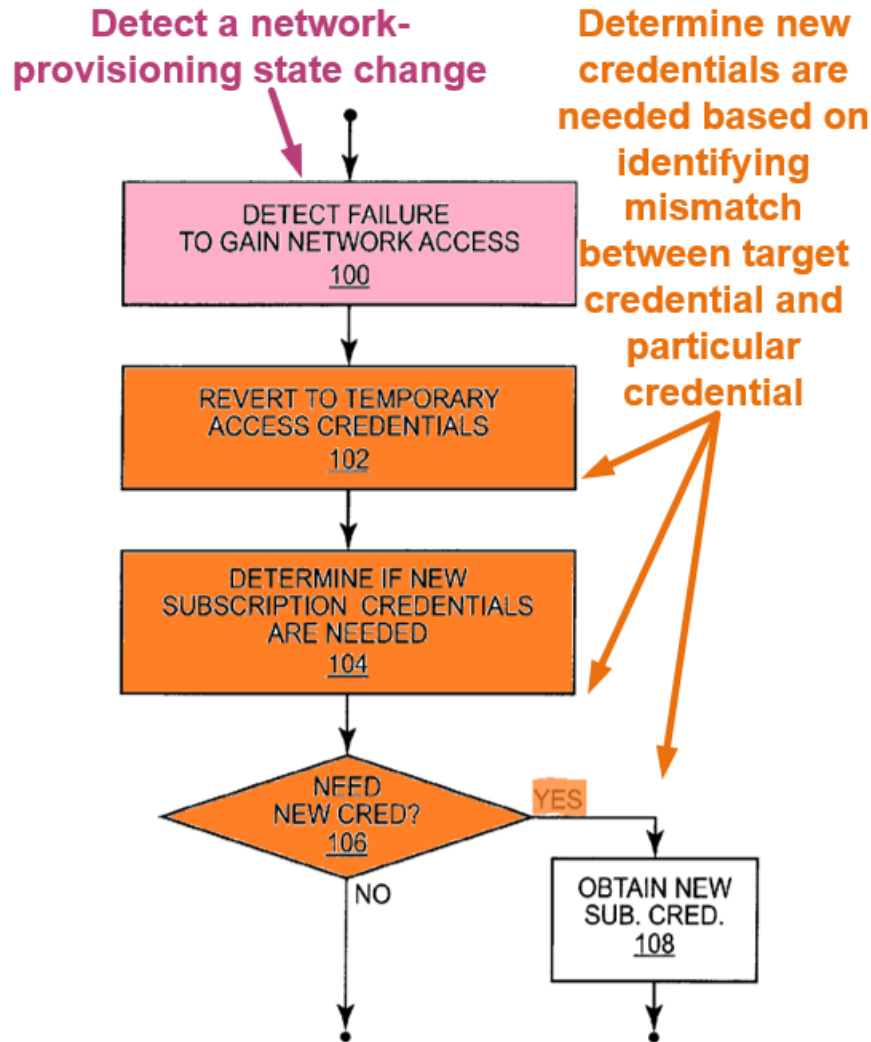 Detect a network-
provisioning state change
Determine new
credentials are
needed based on
identifying
mismatch
between target
credential and
particular
credential
DETECT FAILURE
TO GAIN NETWORK ACCESS
100
REVERT TO TEMPORARY
ACCESS CREDENTIALS
102
DETERMINE IF NEW
SUBSCRIPTION CREDENTIALS
ARE NEEDED
104
NEED
NEW CRED?
106
YES
NO
OBTAIN NEW
SUB. CRED.
108